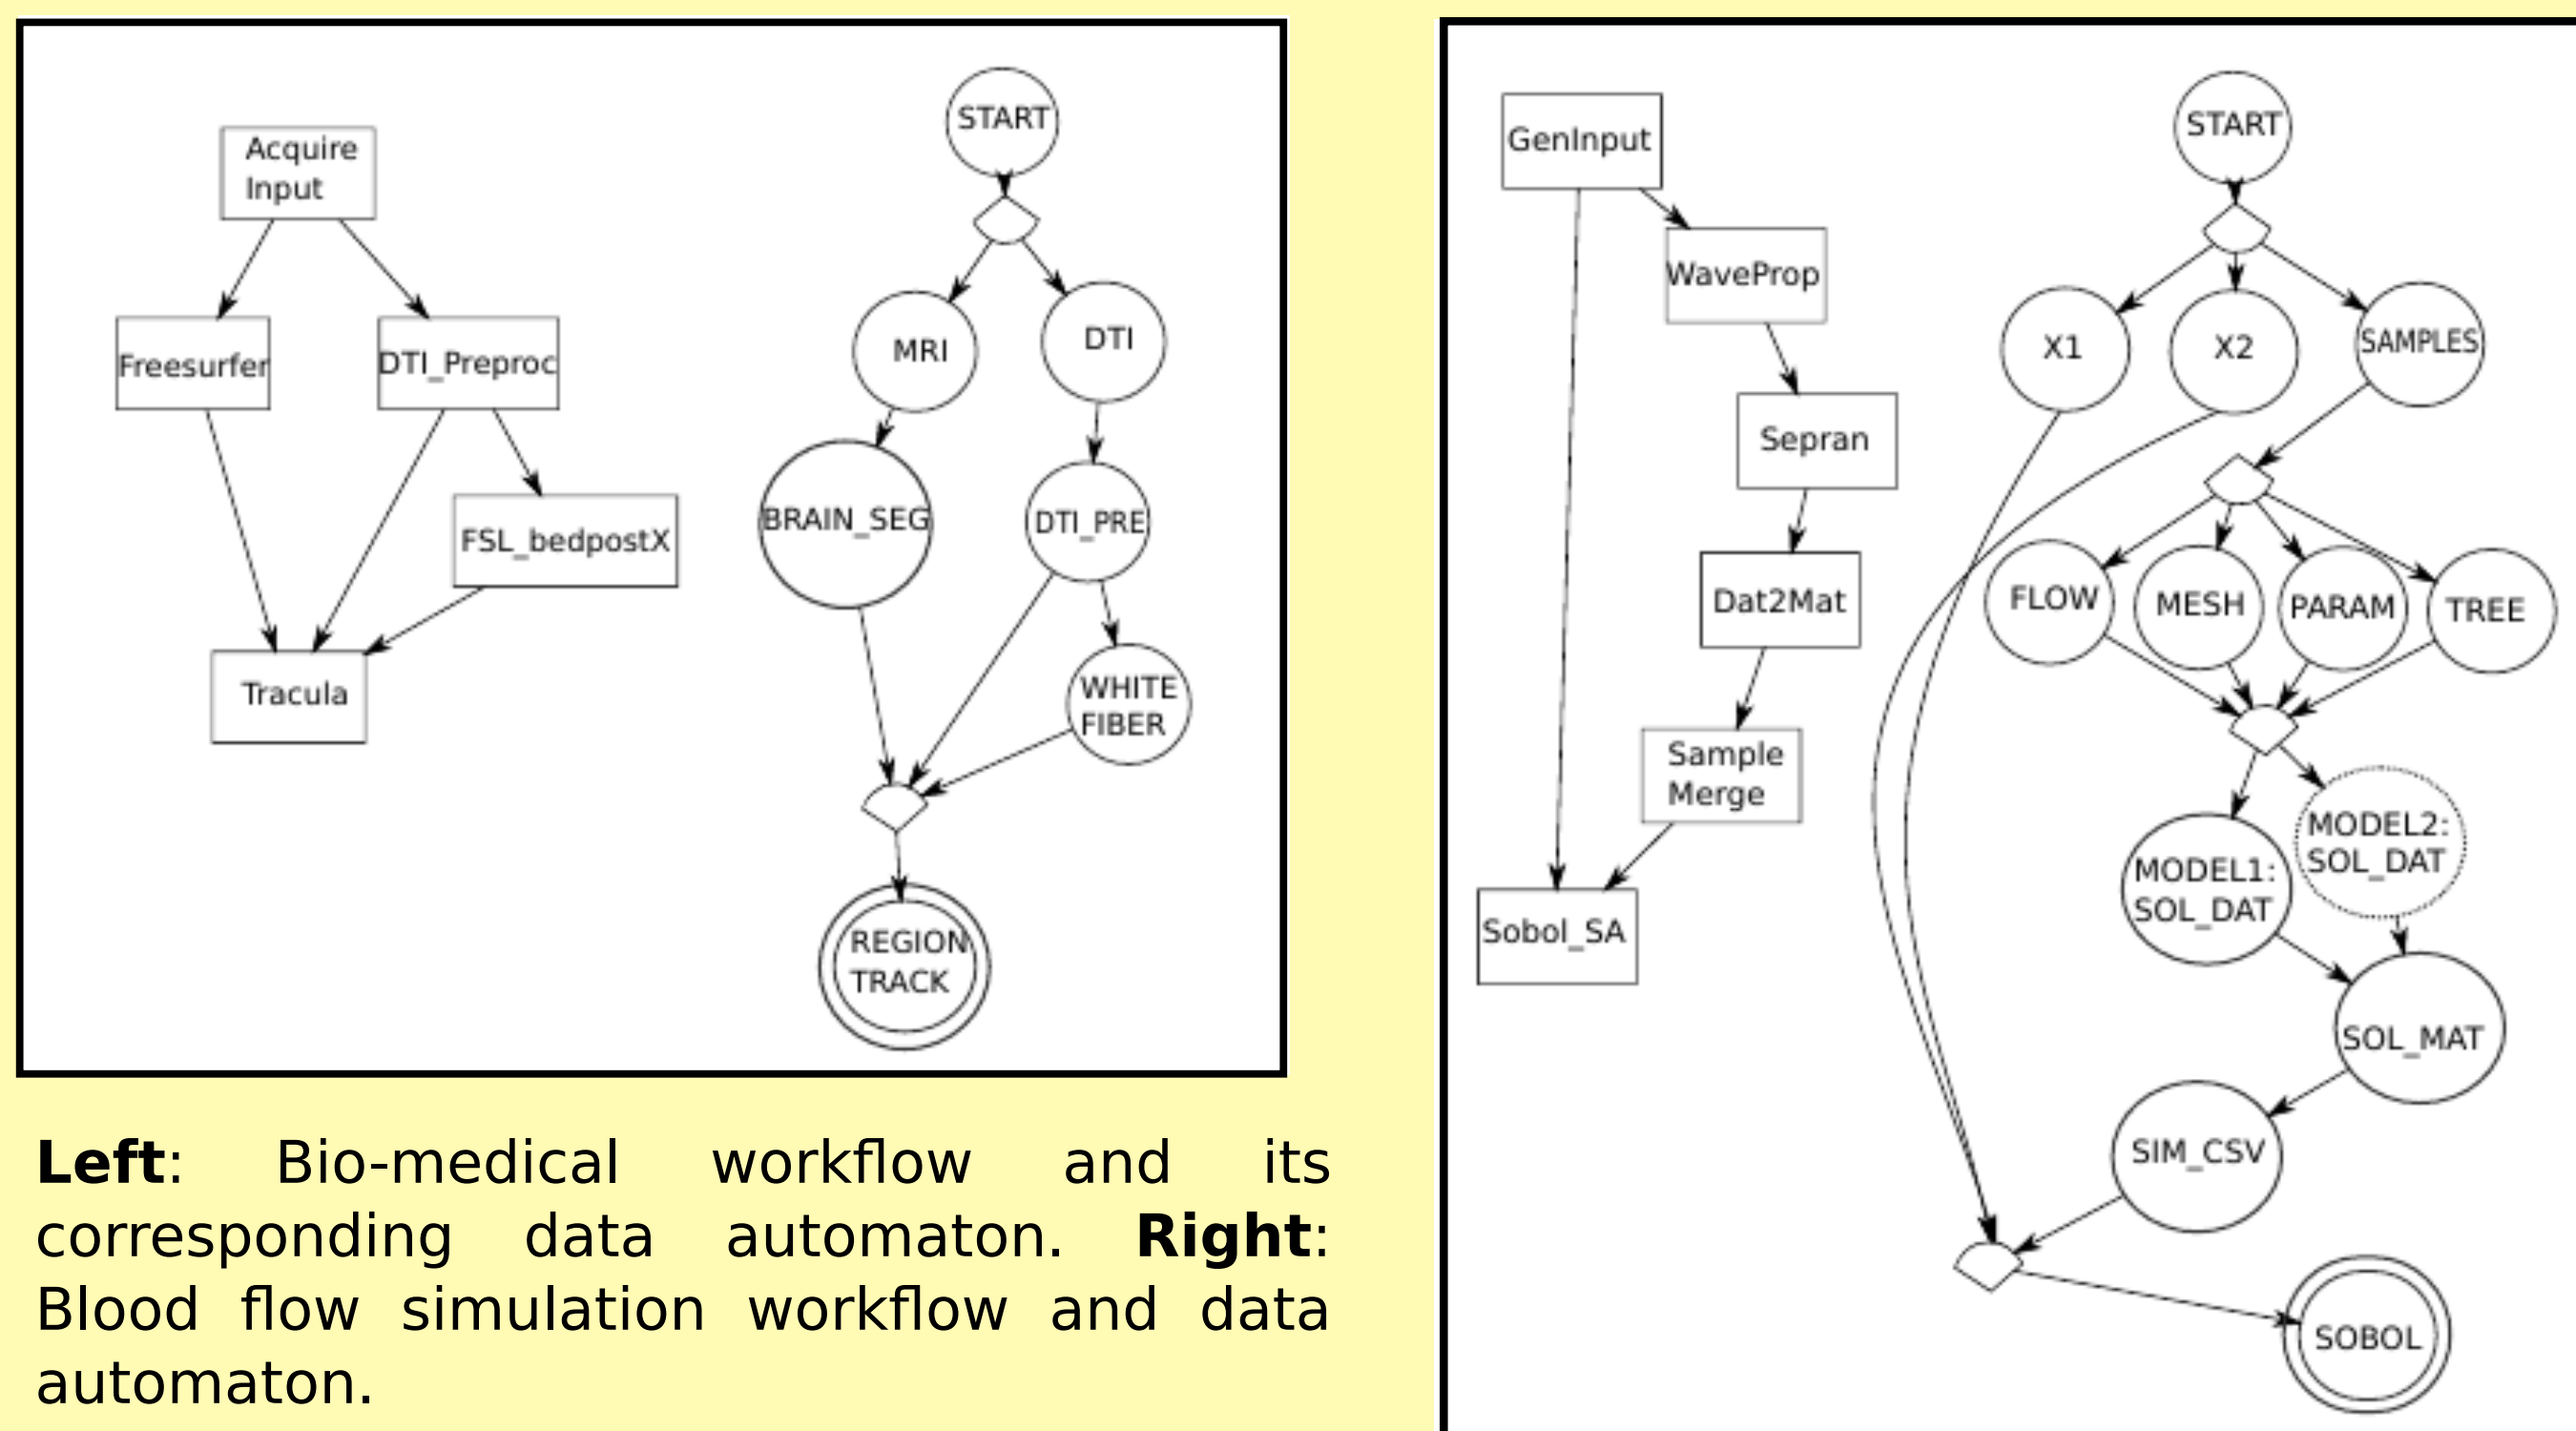 Acquire
Input
Freesurfer
DTI_Preproc
FSL_bedpostX
Tracula
START
MRI
DTI
BRAIN_SEG
DTI_PRE
WHITE
FIBER
REGION
TRACK
Left: Bio-medical workflow and its
corresponding data automaton. Right:
Blood flow simulation workflow and data
automaton.
GenInput
WaveProp
Sepran
Dat2Mat
Sample
Merge
Sobol_SA
START
X1
X2
SAMPLES
FLOW
MESH
PARAM
TREE
MODEL1:
SOL_DAT
MODEL2:
SOL_DAT
SOL_MAT
SIM_CSV
SOBOL